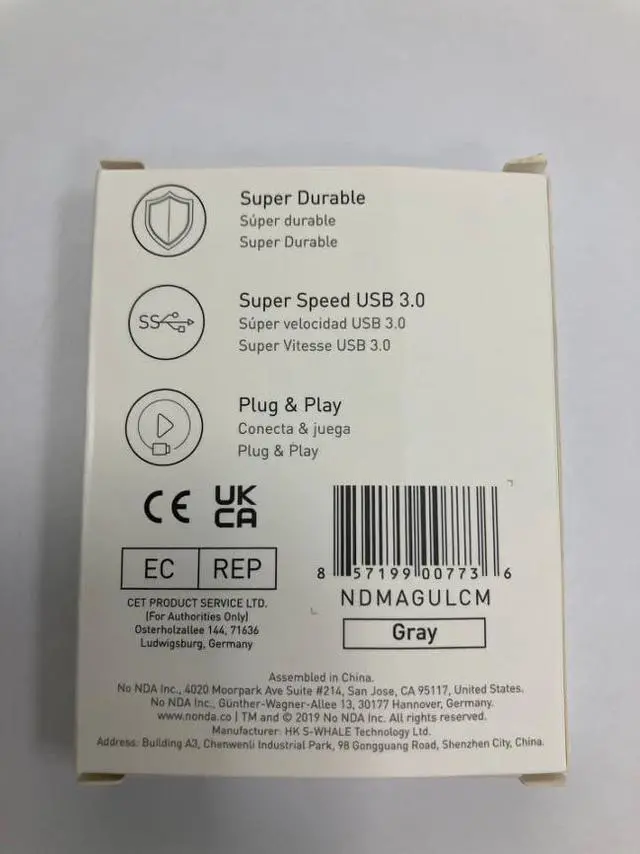 Super Durable
Súper durable
Super Durable
SS
Super Speed USB 3.0
Súper velocidad USB 3.0
Super Vitesse USB 3.0
Plug & Play
Conecta & juega
Plug & Play
CE UK
CA
EC REP
CET PRODUCT SERVICE LTD.
(For Authorities Only)
Osterholzallee 144, 71636
Ludwigsburg, Germany
8 57199 00773 6
NDMAGULCM
Gray
Assembled in China.
No NDA Inc., 4020 Moorpark Ave Suite #214, San Jose, CA 95117, United States.
No NDA Inc., Günther-Wagner-Allee 13, 30177 Hannover, Germany.
www.nonda.co | TM and © 2019 No NDA Inc. All rights reserved.
Manufacturer: HK S-WHALE Technology Ltd.
Address: Building A3, Chenwenli Industrial Park, 98 Gongguang Road, Shenzhen City, China.